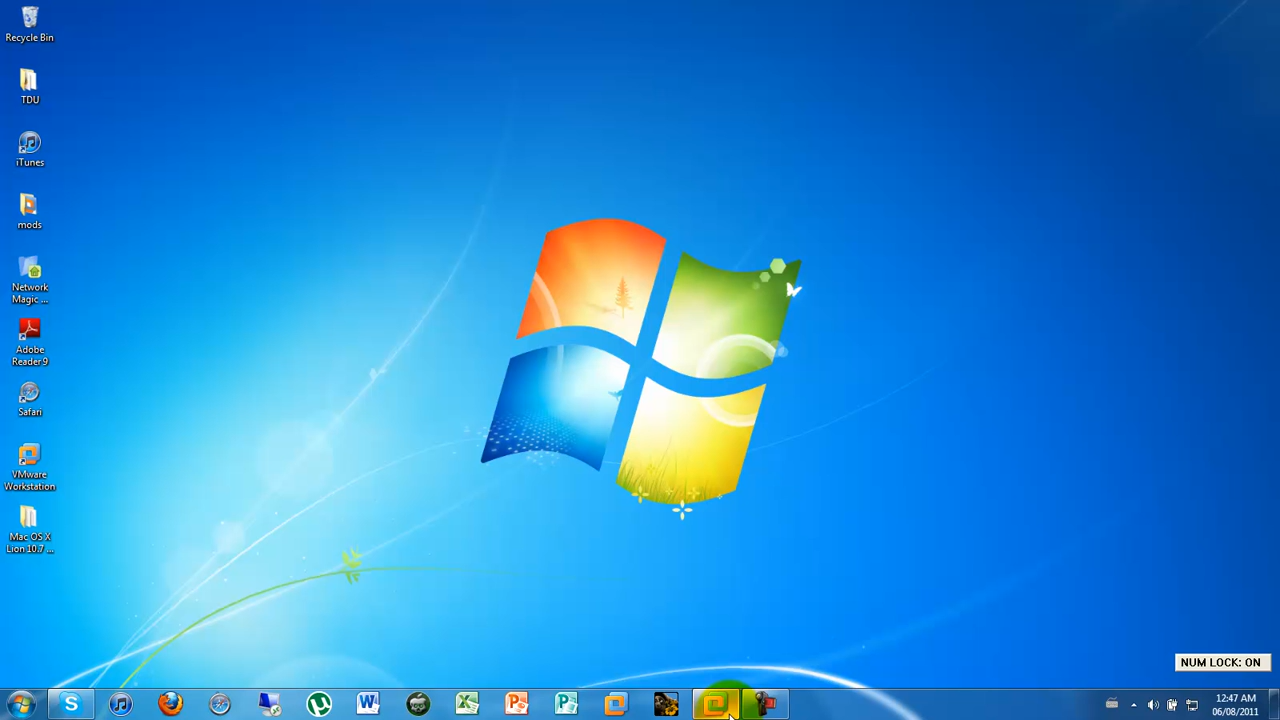 Recycle Bin
TDU
iTunes
mods
Network
Magic ...
Adobe
Reader 9
Safari
VMware
Workstation
Mac OS X
Lion 10.7 ...
NUM LOCK: ON
12:47 AM
06/08/2011